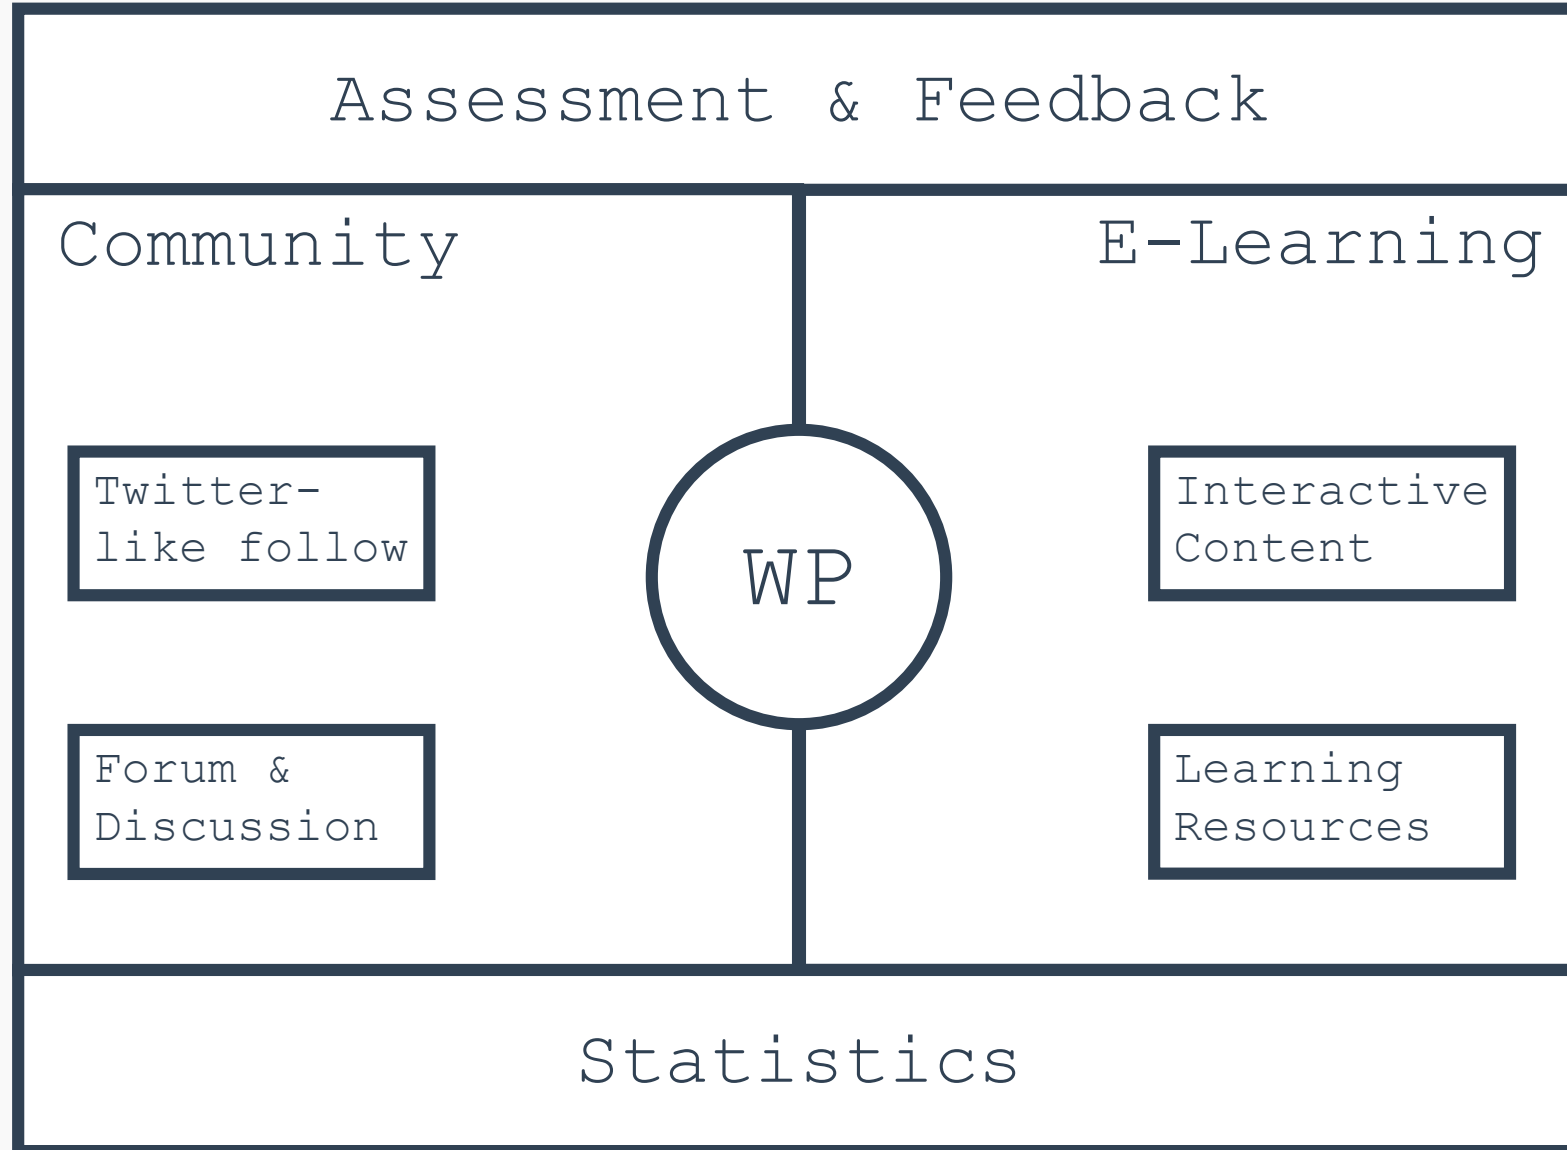 Assessment & Feedback
Community
E-Learning
Twitter-
like follow
Interactive
Content
WP
Forum &
Discussion
Learning
Resources
Statistics